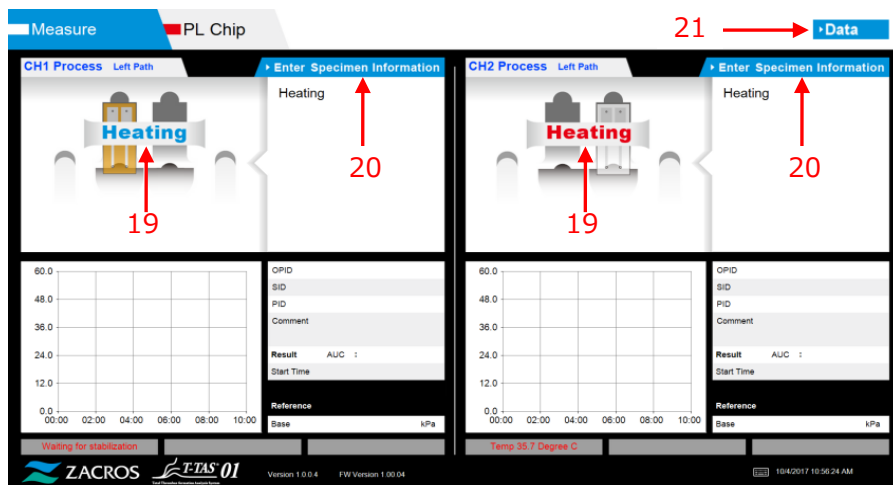 Measure
PL Chip
21
Data
CH1 Process Left Path
Enter Specimen Information
Heating
Heating
19
20
CH2 Process Left Path
Enter Specimen Information
Heating
Heating
19
20
60.0
48.0
36.0
24.0
12.0
0.0
00:00 02:00 04:00 06:00 08:00 10:00
OPID
SID
PID
Comment
Result AUC :
Start Time
Reference
Base kPa
60.0
48.0
36.0
24.0
12.0
0.0
00:00 02:00 04:00 06:00 08:00 10:00
OPID
SID
PID
Comment
Result AUC :
Start Time
Reference
Base kPa
Waiting for stabilization
Temp 35.7 Degree C
ZACROS
T-TAS® 01
Total Thrombus Formation Analysis System
Version 1.0.0.4 FW Version 1.00.04
10/4/2017 10:56:24 AM